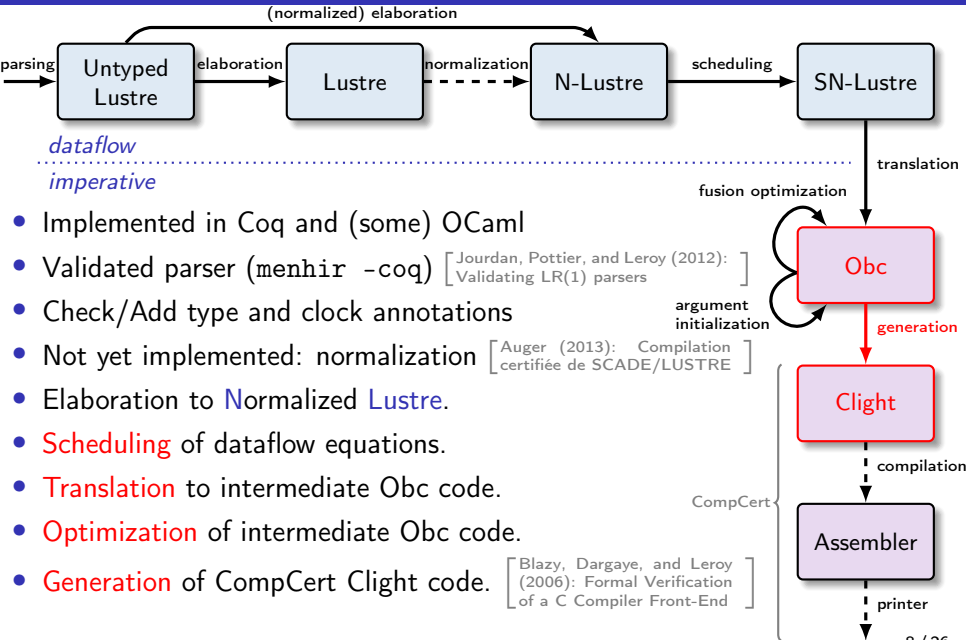 (normalized) elaboration
parsing
Untyped
Lustre
elaboration
Lustre
normalization
N-Lustre
scheduling
SN-Lustre
dataflow
imperative
translation
fusion optimization
Obc
argument
initialization
generation
Clight
compilation
CompCert
Assembler
printer
• Implemented in Coq and (some) OCaml
• Validated parser (menhir -coq) [Jourdan, Pottier, and Leroy (2012):
Validating LR(1) parsers]
• Check/Add type and clock annotations
• Not yet implemented: normalization [Auger (2013): Compilation
certifiée de SCADE/LUSTRE]
• Elaboration to Normalized Lustre.
• Scheduling of dataflow equations.
• Translation to intermediate Obc code.
• Optimization of intermediate Obc code.
• Generation of CompCert Clight code. [Blazy, Dargaye, and Leroy
(2006): Formal Verification
of a C Compiler Front-End]